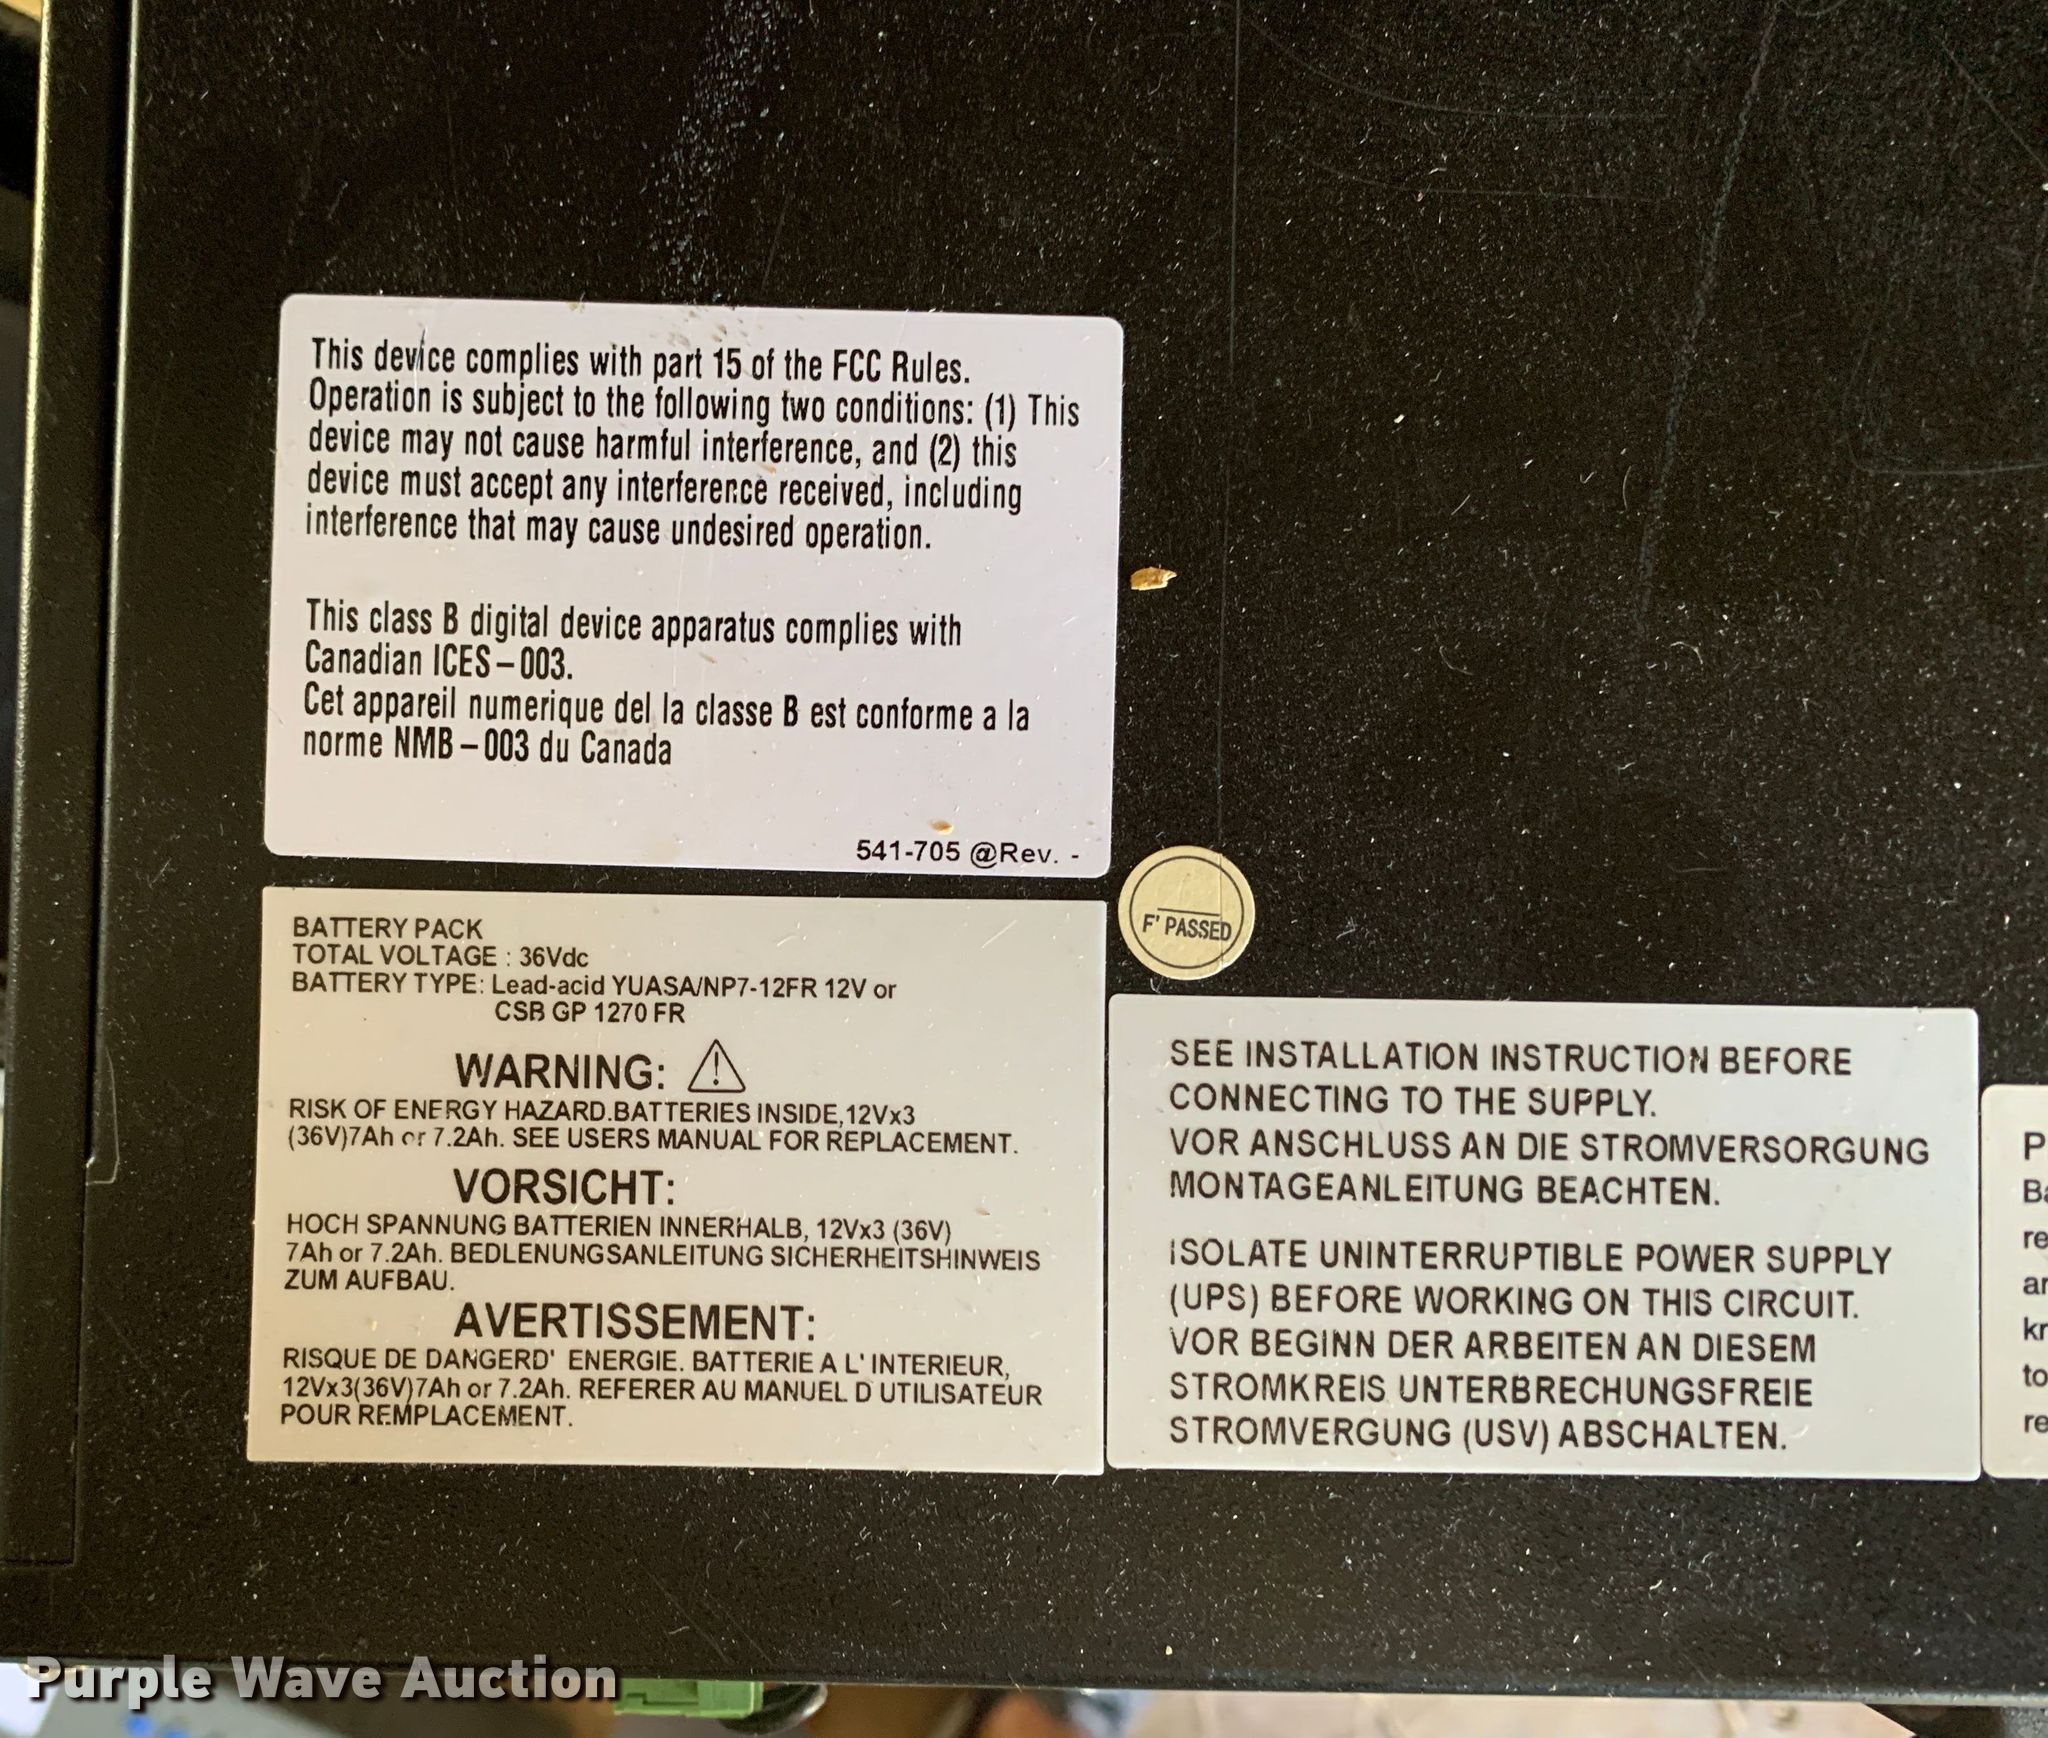 This device complies with part 15 of the FCC Rules.
Operation is subject to the following two conditions: (1) This
device may not cause harmful interference, and (2) this
device must accept any interference received, including
interference that may cause undesired operation.
This class B digital device apparatus complies with
Canadian ICES-003.
Cet appareil numerique del la classe B est conforme a la
norme NMB-003 du Canada
541-705 @Rev. -
F' PASSED
BATTERY PACK
TOTAL VOLTAGE : 36Vdc
BATTERY TYPE: Lead-acid YUASA/NP7-12FR 12V or
CSB GP 1270 FR
WARNING:
RISK OF ENERGY HAZARD.BATTERIES INSIDE,12Vx3
(36V)7Ah or 7.2Ah. SEE USERS MANUAL FOR REPLACEMENT.
VORSICHT:
HOCH SPANNUNG BATTERIEN INNERHALB, 12Vx3 (36V)
7Ah or 7.2Ah. BEDLENUNGSANLEITUNG SICHERHEITSHINWEIS
ZUM AUFBAU.
AVERTISSEMENT:
RISQUE DE DANGERD' ENERGIE. BATTERIE A L' INTERIEUR,
12Vx3(36V)7Ah or 7.2Ah. REFERER AU MANUEL D UTILISATEUR
POUR REMPLACEMENT.
SEE INSTALLATION INSTRUCTION BEFORE
CONNECTING TO THE SUPPLY.
VOR ANSCHLUSS AN DIE STROMVERSORGUNG
MONTAGEANLEITUNG BEACHTEN.
ISOLATE UNINTERRUPTIBLE POWER SUPPLY
(UPS) BEFORE WORKING ON THIS CIRCUIT.
VOR BEGINN DER ARBEITEN AN DIESEM
STROMKREIS UNTERBRECHUNGSFREIE
STROMVERGUNG (USV) ABSCHALTEN.
Purple Wave Auction